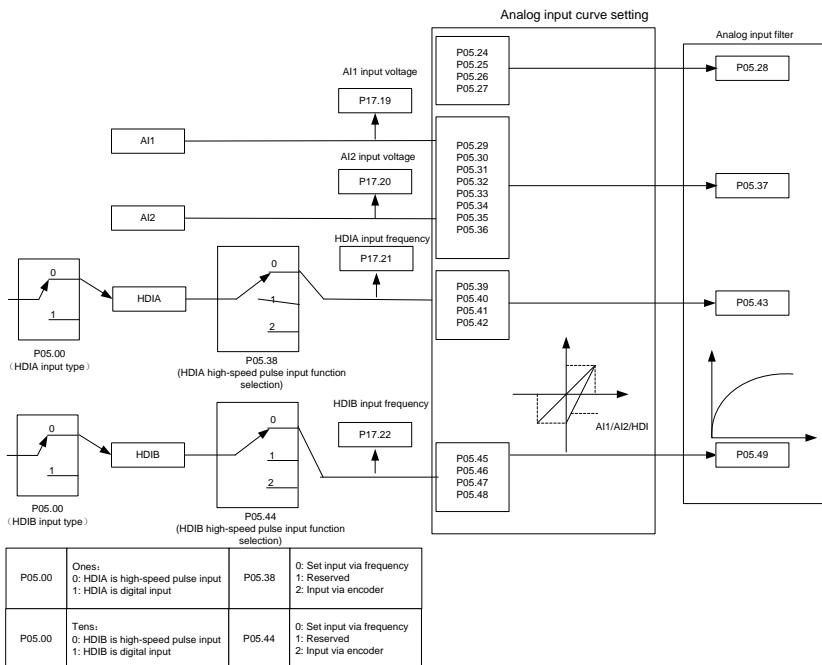 Analog input curve setting
Analog input filter
P05.24
P05.25
P05.26
P05.27
P05.28
AI1 input voltage
P17.19
AI1
P05.29
P05.30
P05.31
P05.32
P05.33
P05.34
P05.35
P05.36
P05.37
AI2 input voltage
P17.20
AI2
HDIA input frequency
P17.21
0
1
HDIA
0
1
2
P05.39
P05.40
P05.41
P05.42
P05.43
P05.00
（HDIA input type）
P05.38
(HDIA high-speed pulse input function
selection)
AI1/AI2/HDI
HDIB input frequency
P17.22
0
1
HDIB
0
1
2
P05.45
P05.46
P05.47
P05.48
P05.49
P05.00
（HDIB input type）
P05.44
(HDIB high-speed pulse input function
selection)
P05.00
Ones：
0: HDIA is high-speed pulse input
1: HDIA is digital input
P05.38
0: Set input via frequency
1: Reserved
2: Input via encoder
P05.00
Tens：
0: HDIB is high-speed pulse input
1: HDIB is digital input
P05.44
0: Set input via frequency
1: Reserved
2: Input via encoder